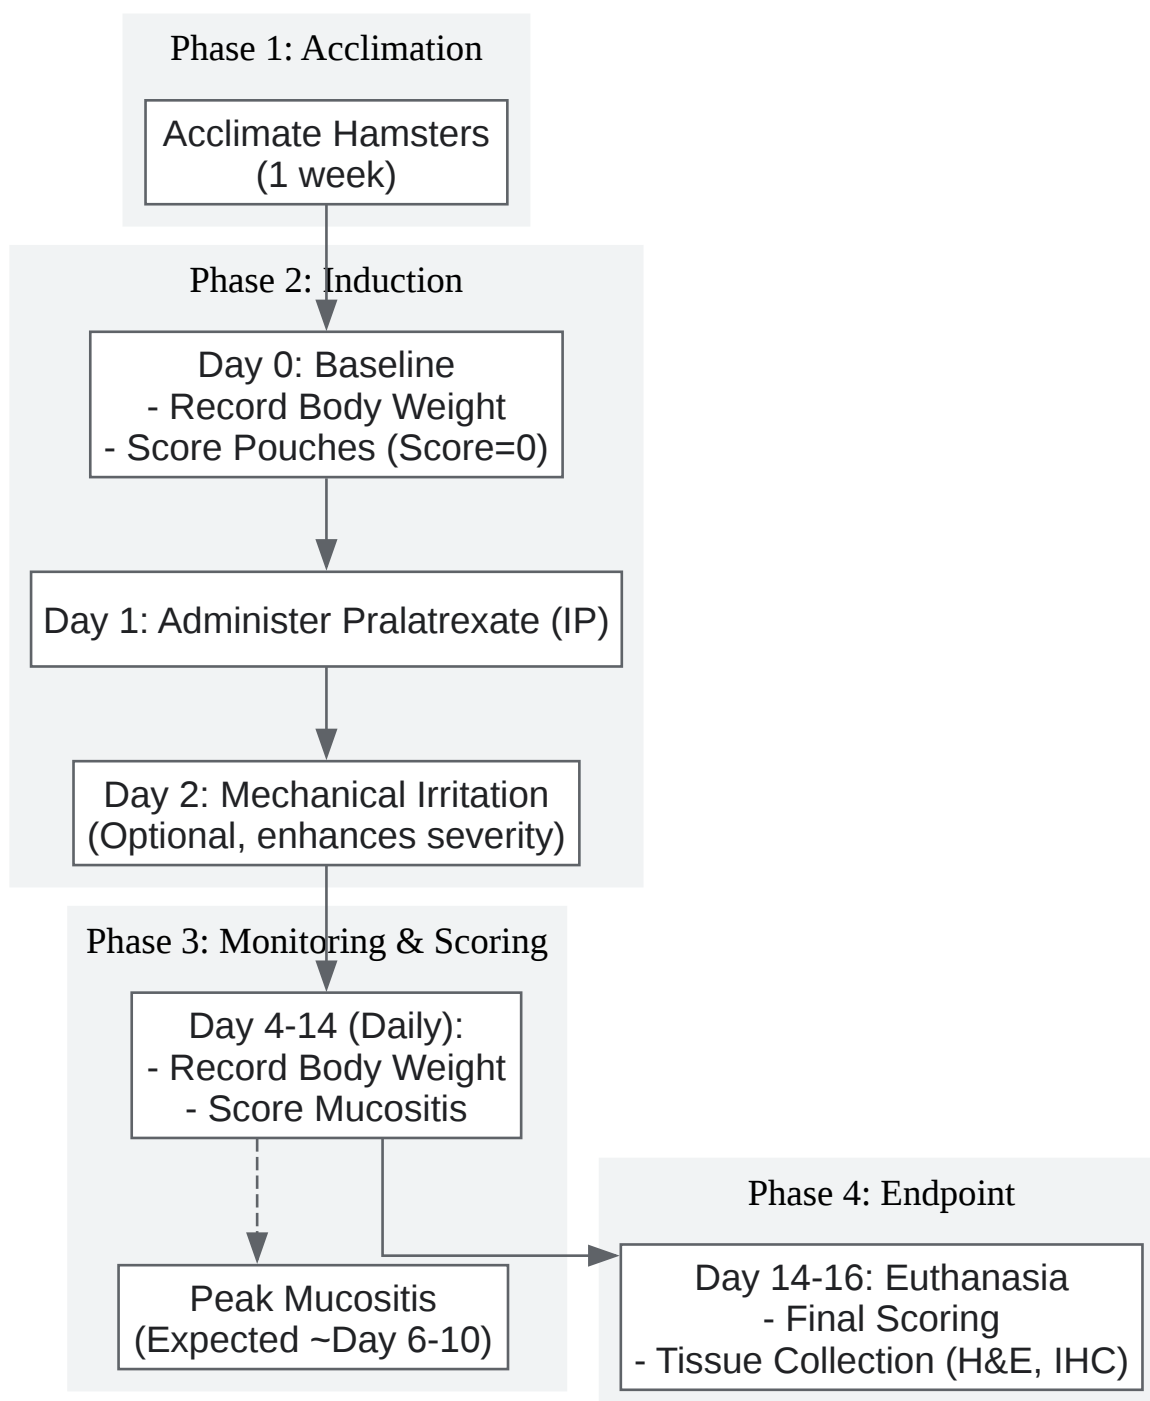 Phase 1: Acclimation
Acclimate Hamsters
(1 week)
Phase 2: Induction
Day 0: Baseline
- Record Body Weight
- Score Pouches (Score=0)
Day 1: Administer Pralatrexate (IP)
Day 2: Mechanical Irritation
(Optional, enhances severity)
Phase 3: Monitoring & Scoring
Day 4-14 (Daily):
- Record Body Weight
- Score Mucositis
Peak Mucositis
(Expected ~Day 6-10)
Phase 4: Endpoint
Day 14-16: Euthanasia
- Final Scoring
- Tissue Collection (H&E, IHC)